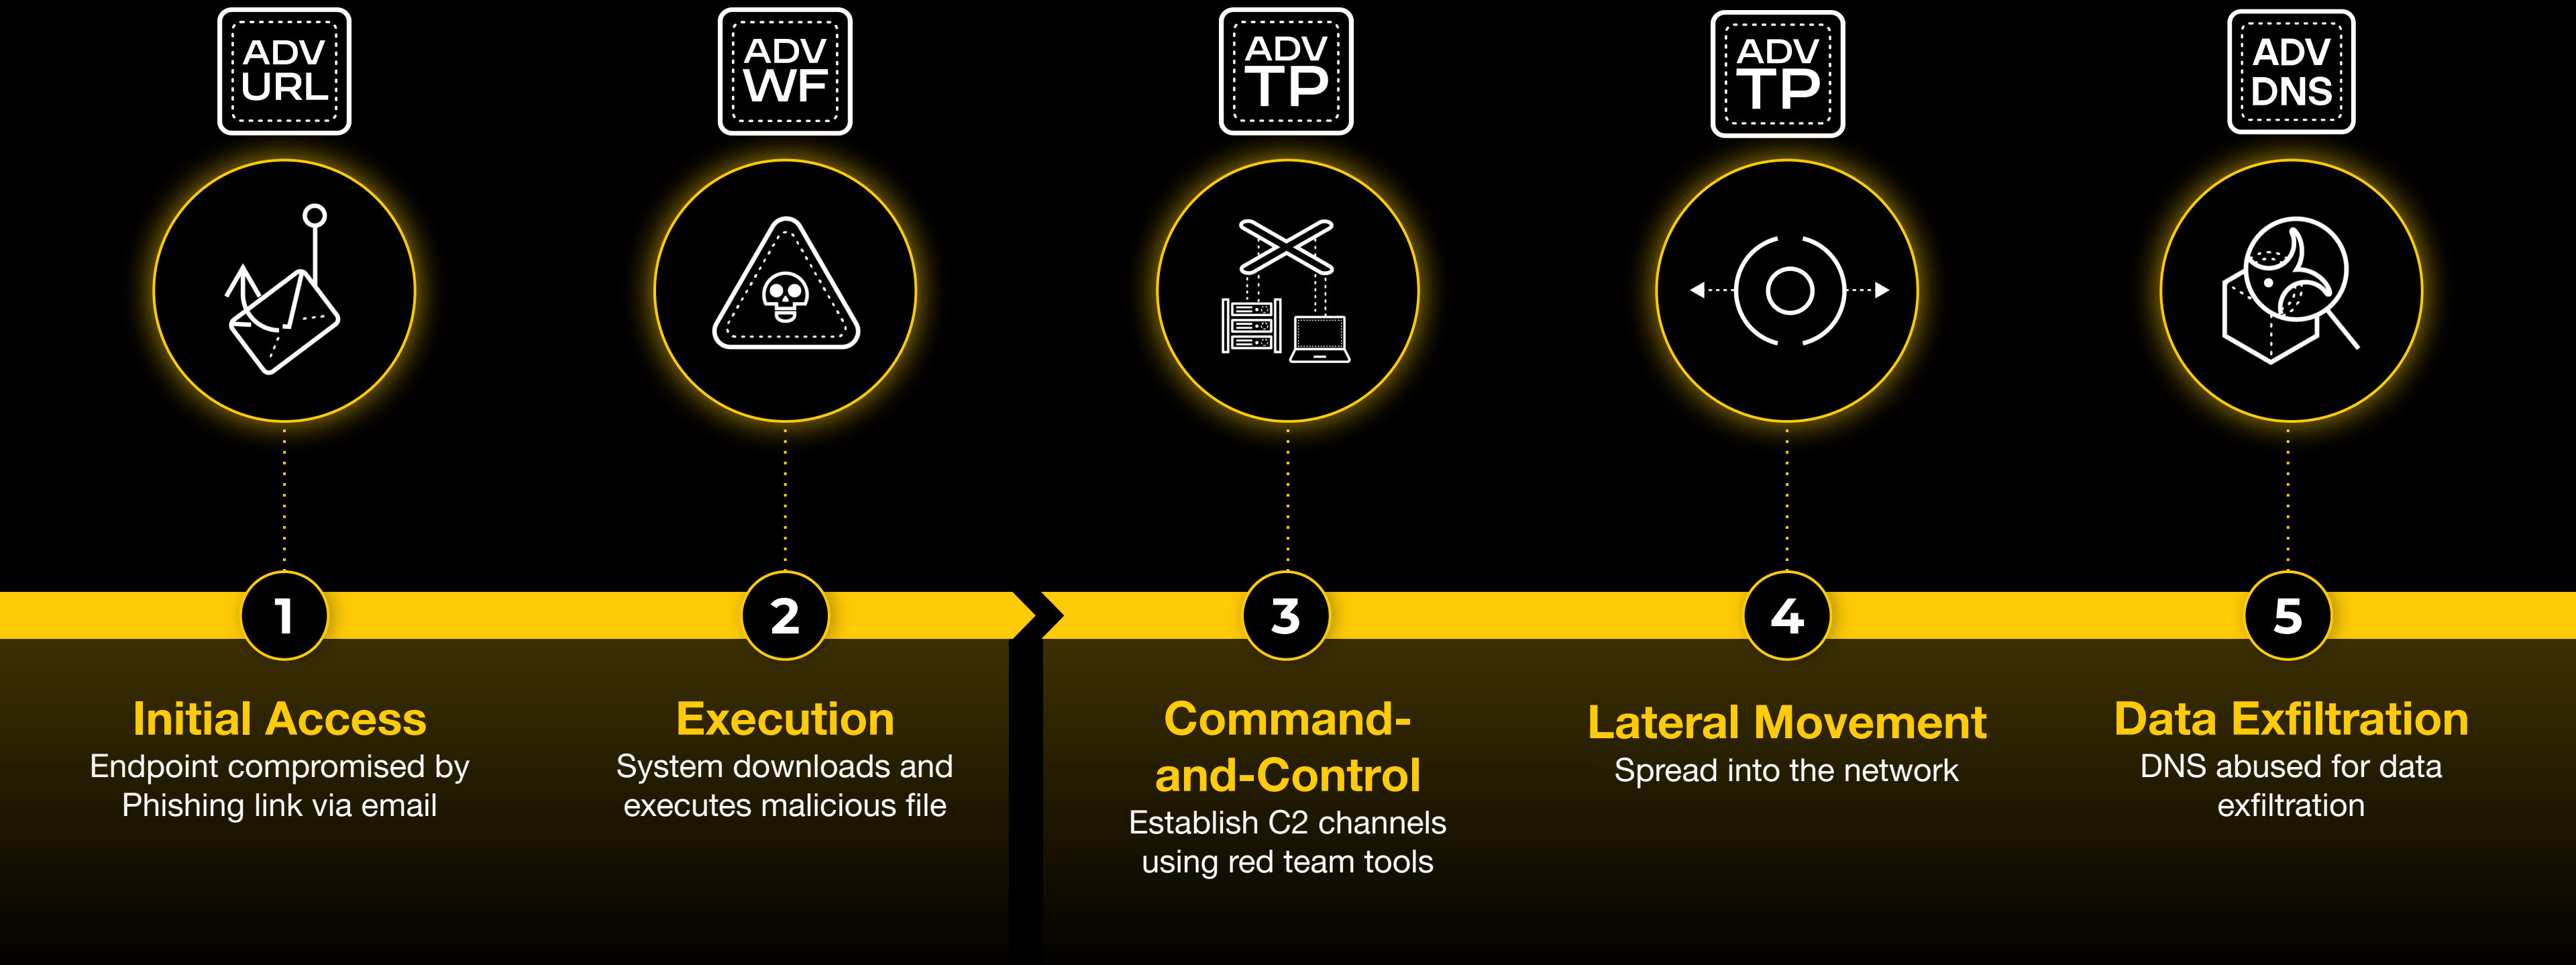 ADV
URL
ADV
WF
ADV
TP
ADV
TP
ADV
DNS
1
2
3
4
5
Initial Access
Endpoint compromised by
Phishing link via email
Execution
System downloads and
executes malicious file
Command-
and-Control
Establish C2 channels
using red team tools
Lateral Movement
Spread into the network
Data Exfiltration
DNS abused for data
exfiltration